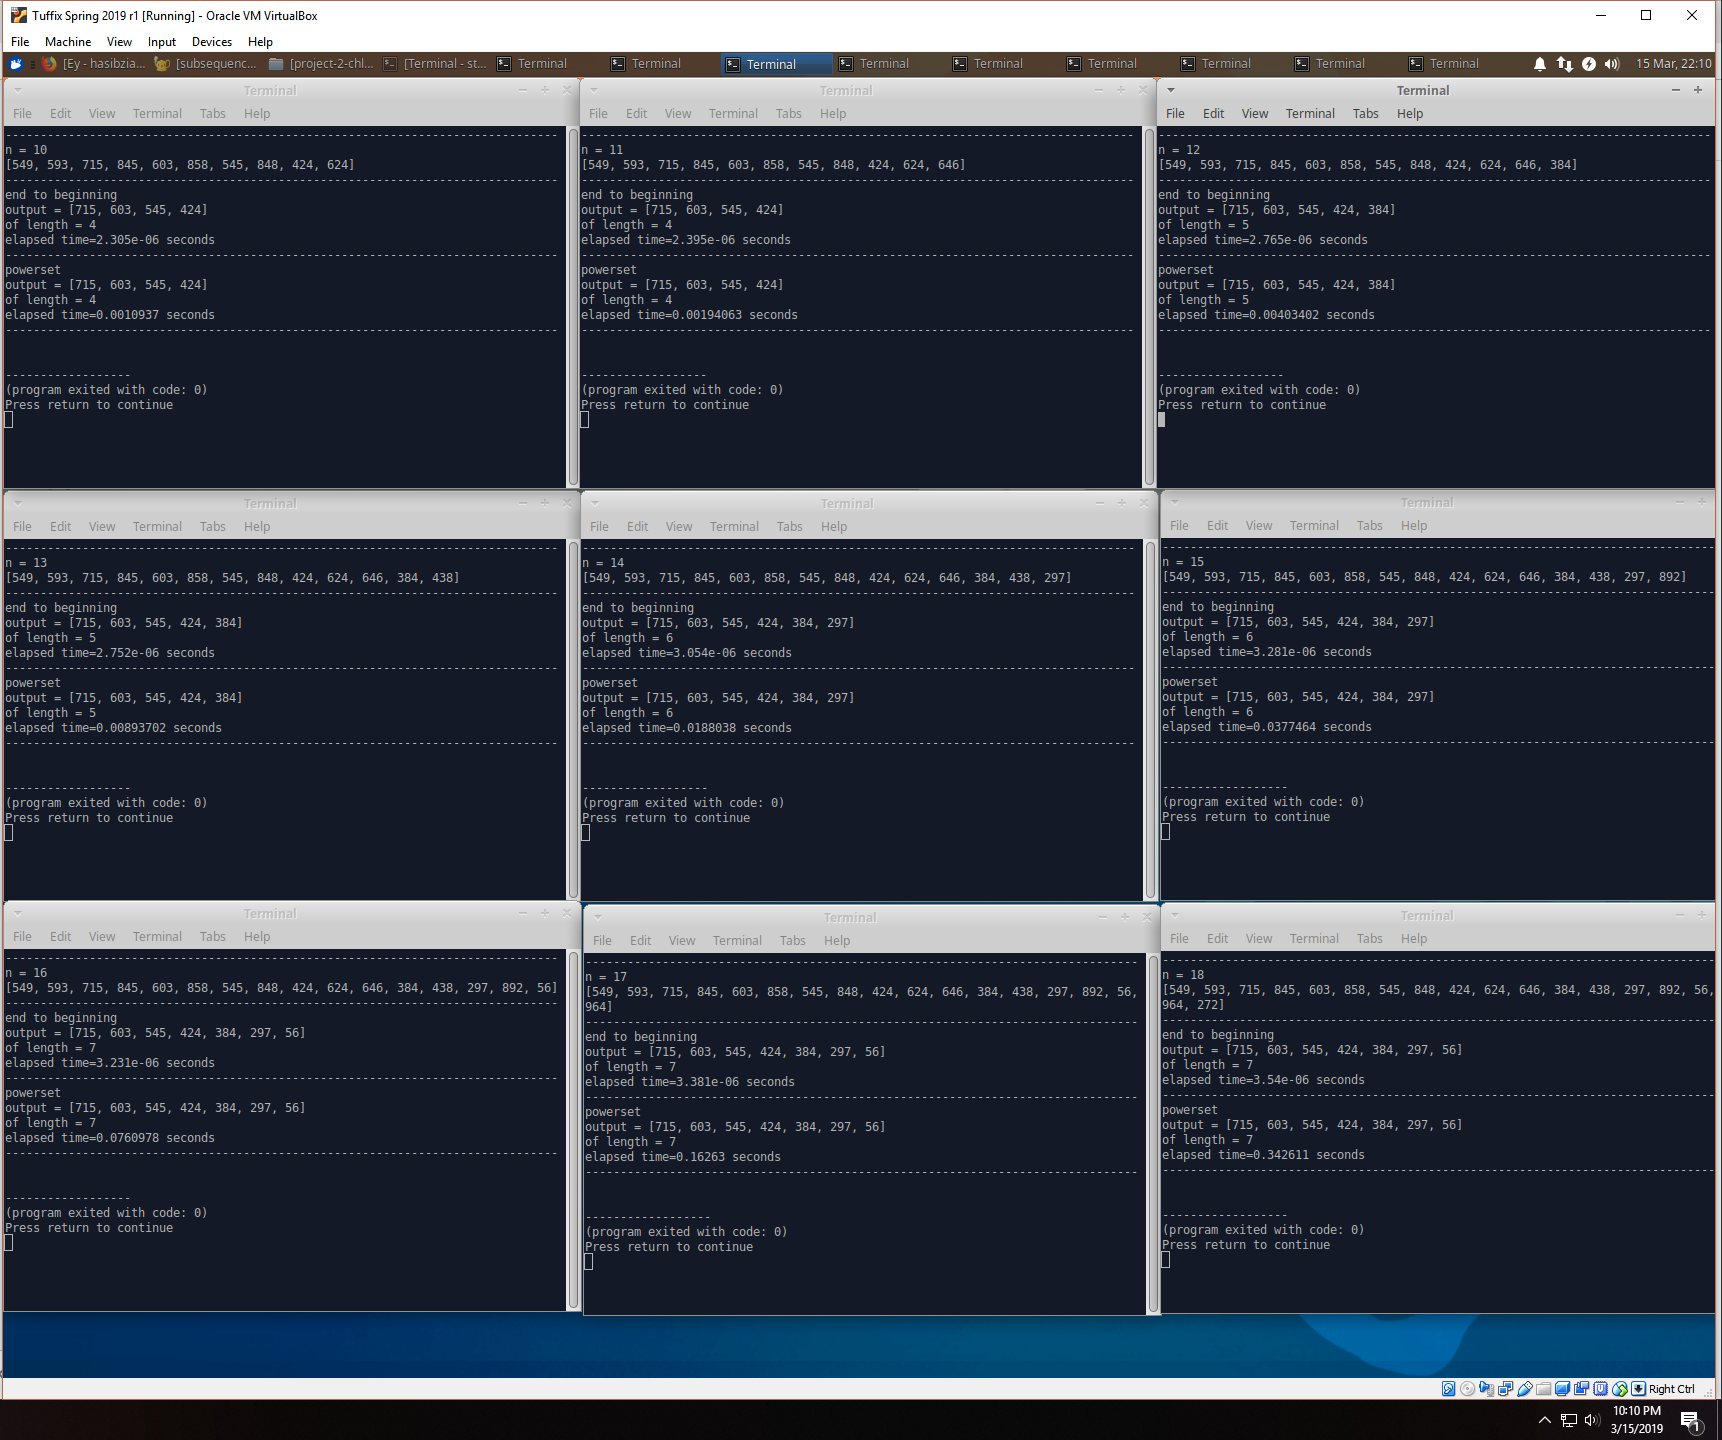 Tuffix Spring 2019 r1 [Running] - Oracle VM VirtualBox
File Machine View Input Devices Help
[Ey - hasibzia... [subsequenc... [project-2-chl... [Terminal - st... Terminal Terminal Terminal Terminal Terminal Terminal Terminal Terminal Terminal 15 Mar, 22:10
Terminal
File Edit View Terminal Tabs Help
--------------------------------------------------------------------------------
n = 10
[549, 593, 715, 845, 603, 858, 545, 848, 424, 624]
--------------------------------------------------------------------------------
end to beginning
output = [715, 603, 545, 424]
of length = 4
elapsed time=2.305e-06 seconds
--------------------------------------------------------------------------------
powerset
output = [715, 603, 545, 424]
of length = 4
elapsed time=0.0010937 seconds
--------------------------------------------------------------------------------
------------------
(program exited with code: 0)
Press return to continue
Terminal
File Edit View Terminal Tabs Help
--------------------------------------------------------------------------------
n = 11
[549, 593, 715, 845, 603, 858, 545, 848, 424, 624, 646]
--------------------------------------------------------------------------------
end to beginning
output = [715, 603, 545, 424]
of length = 4
elapsed time=2.395e-06 seconds
--------------------------------------------------------------------------------
powerset
output = [715, 603, 545, 424]
of length = 4
elapsed time=0.00194063 seconds
--------------------------------------------------------------------------------
------------------
(program exited with code: 0)
Press return to continue
Terminal
File Edit View Terminal Tabs Help
--------------------------------------------------------------------------------
n = 12
[549, 593, 715, 845, 603, 858, 545, 848, 424, 624, 646, 384]
--------------------------------------------------------------------------------
end to beginning
output = [715, 603, 545, 424, 384]
of length = 5
elapsed time=2.765e-06 seconds
--------------------------------------------------------------------------------
powerset
output = [715, 603, 545, 424, 384]
of length = 5
elapsed time=0.00403402 seconds
--------------------------------------------------------------------------------
------------------
(program exited with code: 0)
Press return to continue
Terminal
File Edit View Terminal Tabs Help
--------------------------------------------------------------------------------
n = 13
[549, 593, 715, 845, 603, 858, 545, 848, 424, 624, 646, 384, 438]
--------------------------------------------------------------------------------
end to beginning
output = [715, 603, 545, 424, 384]
of length = 5
elapsed time=2.752e-06 seconds
--------------------------------------------------------------------------------
powerset
output = [715, 603, 545, 424, 384]
of length = 5
elapsed time=0.00893702 seconds
--------------------------------------------------------------------------------
------------------
(program exited with code: 0)
Press return to continue
Terminal
File Edit View Terminal Tabs Help
--------------------------------------------------------------------------------
n = 14
[549, 593, 715, 845, 603, 858, 545, 848, 424, 624, 646, 384, 438, 297]
--------------------------------------------------------------------------------
end to beginning
output = [715, 603, 545, 424, 384, 297]
of length = 6
elapsed time=3.054e-06 seconds
--------------------------------------------------------------------------------
powerset
output = [715, 603, 545, 424, 384, 297]
of length = 6
elapsed time=0.0188038 seconds
--------------------------------------------------------------------------------
------------------
(program exited with code: 0)
Press return to continue
Terminal
File Edit View Terminal Tabs Help
--------------------------------------------------------------------------------
n = 15
[549, 593, 715, 845, 603, 858, 545, 848, 424, 624, 646, 384, 438, 297, 892]
--------------------------------------------------------------------------------
end to beginning
output = [715, 603, 545, 424, 384, 297]
of length = 6
elapsed time=3.281e-06 seconds
--------------------------------------------------------------------------------
powerset
output = [715, 603, 545, 424, 384, 297]
of length = 6
elapsed time=0.0377464 seconds
--------------------------------------------------------------------------------
------------------
(program exited with code: 0)
Press return to continue
Terminal
File Edit View Terminal Tabs Help
--------------------------------------------------------------------------------
n = 16
[549, 593, 715, 845, 603, 858, 545, 848, 424, 624, 646, 384, 438, 297, 892, 56]
--------------------------------------------------------------------------------
end to beginning
output = [715, 603, 545, 424, 384, 297, 56]
of length = 7
elapsed time=3.231e-06 seconds
--------------------------------------------------------------------------------
powerset
output = [715, 603, 545, 424, 384, 297, 56]
of length = 7
elapsed time=0.0760978 seconds
--------------------------------------------------------------------------------
------------------
(program exited with code: 0)
Press return to continue
Terminal
File Edit View Terminal Tabs Help
--------------------------------------------------------------------------------
n = 17
[549, 593, 715, 845, 603, 858, 545, 848, 424, 624, 646, 384, 438, 297, 892, 56,
964]
--------------------------------------------------------------------------------
end to beginning
output = [715, 603, 545, 424, 384, 297, 56]
of length = 7
elapsed time=3.381e-06 seconds
--------------------------------------------------------------------------------
powerset
output = [715, 603, 545, 424, 384, 297, 56]
of length = 7
elapsed time=0.16263 seconds
--------------------------------------------------------------------------------
------------------
(program exited with code: 0)
Press return to continue
Terminal
File Edit View Terminal Tabs Help
--------------------------------------------------------------------------------
n = 18
[549, 593, 715, 845, 603, 858, 545, 848, 424, 624, 646, 384, 438, 297, 892, 56,
964, 272]
--------------------------------------------------------------------------------
end to beginning
output = [715, 603, 545, 424, 384, 297, 56]
of length = 7
elapsed time=3.54e-06 seconds
--------------------------------------------------------------------------------
powerset
output = [715, 603, 545, 424, 384, 297, 56]
of length = 7
elapsed time=0.342611 seconds
--------------------------------------------------------------------------------
------------------
(program exited with code: 0)
Press return to continue
Right Ctrl
10:10 PM
3/15/2019
1